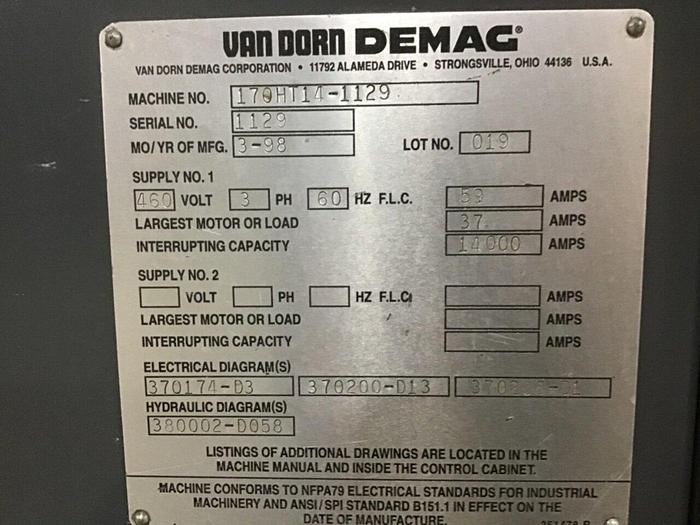 VAN DORN DEMAG®
VAN DORN DEMAG CORPORATION • 11792 ALAMEDA DRIVE • STRONGSVILLE, OHIO 44136 U.S.A.
MACHINE NO. 170HT14-1129
SERIAL NO. 1129
MO/YR OF MFG. 3-98 LOT NO. 019
SUPPLY NO. 1
460 VOLT 3 PH 60 HZ F.L.C. 59 AMPS
LARGEST MOTOR OR LOAD 37 AMPS
INTERRUPTING CAPACITY 14000 AMPS
SUPPLY NO. 2
VOLT PH HZ F.L.C. AMPS
LARGEST MOTOR OR LOAD AMPS
INTERRUPTING CAPACITY AMPS
ELECTRICAL DIAGRAM(S)
370174-D3 370200-D13
HYDRAULIC DIAGRAM(S)
380002-D058
LISTINGS OF ADDITIONAL DRAWINGS ARE LOCATED IN THE
MACHINE MANUAL AND INSIDE THE CONTROL CABINET.
MACHINE CONFORMS TO NFPA79 ELECTRICAL STANDARDS FOR INDUSTRIAL
MACHINERY AND ANSI/SPI STANDARD B151.1 IN EFFECT ON THE
DATE OF MANUFACTURE.